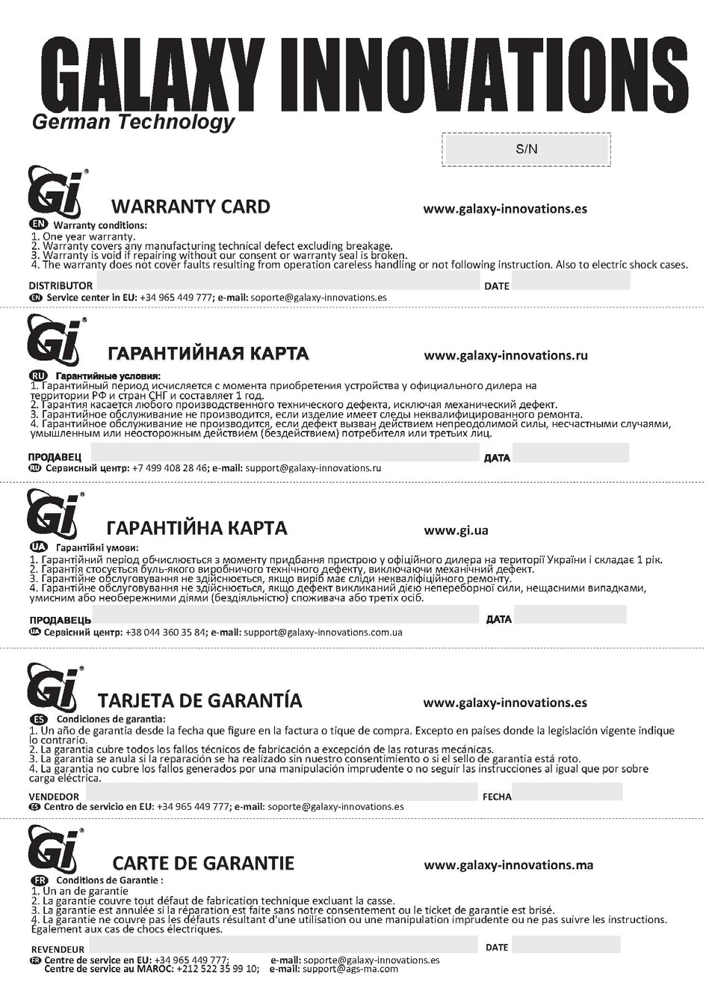 GALAXY INNOVATIONS
German Technology
S/N
Gi®
WARRANTY CARD www.galaxy-innovations.es
EN Warranty conditions:
1. One year warranty.
2. Warranty covers any manufacturing technical defect excluding breakage.
3. Warranty is void if repairing without our consent or warranty seal is broken.
4. The warranty does not cover faults resulting from operation careless handling or not following instruction. Also to electric shock cases.
DISTRIBUTOR DATE
EN Service center in EU: +34 965 449 777; e-mail: soporte@galaxy-innovations.es
Gi®
ГАРАНТИЙНАЯ КАРТА www.galaxy-innovations.ru
RU Гарантийные условия:
1. Гарантийный период исчисляется с момента приобретения устройства у официального дилера на
территории РФ и стран СНГ и составляет 1 год.
2. Гарантия касается любого производственного технического дефекта, исключая механический дефект.
3. Гарантийное обслуживание не производится, если изделие имеет следы неквалифицированного ремонта.
4. Гарантийное обслуживание не производится, если дефект вызван действием непреодолимой силы, несчастными случаями,
умышленным или неосторожным действием (бездействием) потребителя или третьих лиц.
ПРОДАВЕЦ ДАТА
RU Сервисный центр: +7 499 408 28 46; e-mail: support@galaxy-innovations.ru
Gi®
ГАРАНТІЙНА КАРТА www.gi.ua
UA Гарантійні умови:
1. Гарантійний період обчислюється з моменту придбання пристрою у офіційного дилера на території України і складає 1 рік.
2. Гарантія стосується буль-якого виробничого технічного дефекту, виключаючи механічний дефект.
3. Гарантійне обслуговування не здійснюється, якщо виріб має сліди некваліфіційного ремонту.
4. Гарантійне обслуговування не здійснюється, якщо дефект викликаний дією непереборної сили, нещасними випадками,
умисним або необережними діями (бездіяльністю) споживача або третіх осіб.
ПРОДАВЕЦЬ ДАТА
UA Сервісний центр: +38 044 360 35 84; e-mail: support@galaxy-innovations.com.ua
Gi®
TARJETA DE GARANTÍA www.galaxy-innovations.es
ES Condiciones de garantia:
1. Un año de garantia desde la fecha que figure en la factura o tique de compra. Excepto en países donde la legislación vigente indique
lo contrario.
2. La garantia cubre todos los fallos técnicos de fabricación a excepción de las roturas mecánicas.
3. La garantia se anula si la reparación se ha realizado sin nuestro consentimiento o si el sello de garantia está roto.
4. La garantia no cubre los fallos generados por una manipulación imprudente o no seguir las instrucciones al igual que por sobre
carga eléctrica.
VENDEDOR FECHA
ES Centro de servicio en EU: +34 965 449 777; e-mail: soporte@galaxy-innovations.es
Gi®
CARTE DE GARANTIE www.galaxy-innovations.ma
FR Conditions de Garantie :
1. Un an de garantie
2. La garantie couvre tout défaut de fabrication technique excluant la casse.
3. La garantie est annulée si la réparation est faite sans notre consentement ou le ticket de garantie est brisé.
4. La garantie ne couvre pas les défauts résultant d'une utilisation ou une manipulation imprudente ou ne pas suivre les instructions.
Également aux cas de chocs électriques.
REVENDEUR DATE
FR Centre de service en EU: +34 965 449 777; e-mail: soporte@galaxy-innovations.es
Centre de service au MAROC: +212 522 35 99 10; e-mail: support@ags-ma.com